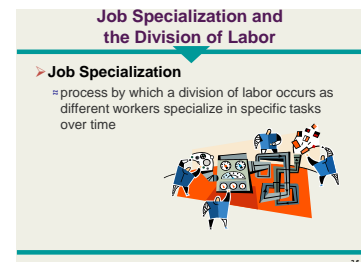 Job Specialization and
the Division of Labor
Job Specialization
process by which a division of labor occurs as
different workers specialize in specific tasks
over time